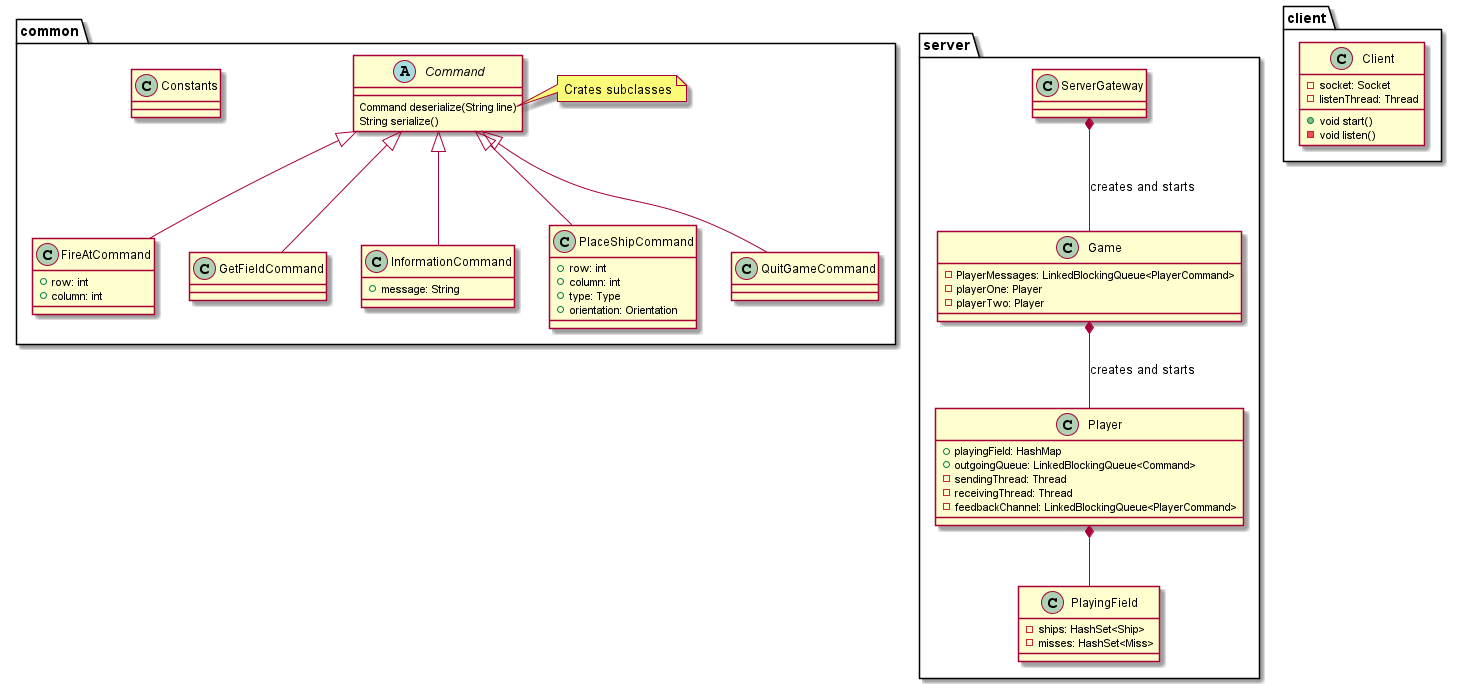 common
C Constants
A Command
Command deserialize(String line)
String serialize()
Crates subclasses
C FireAtCommand
row: int
column: int
C GetFieldCommand
C InformationCommand
message: String
C PlaceShipCommand
row: int
column: int
type: Type
orientation: Orientation
C QuitGameCommand
server
C ServerGateway
creates and starts
C Game
PlayerMessages: LinkedBlockingQueue<PlayerCommand>
playerOne: Player
playerTwo: Player
creates and starts
C Player
playingField: HashMap
outgoingQueue: LinkedBlockingQueue<Command>
sendingThread: Thread
receivingThread: Thread
feedbackChannel: LinkedBlockingQueue<PlayerCommand>
C PlayingField
ships: HashSet<Ship>
misses: HashSet<Miss>
client
C Client
socket: Socket
listenThread: Thread
void start()
void listen()